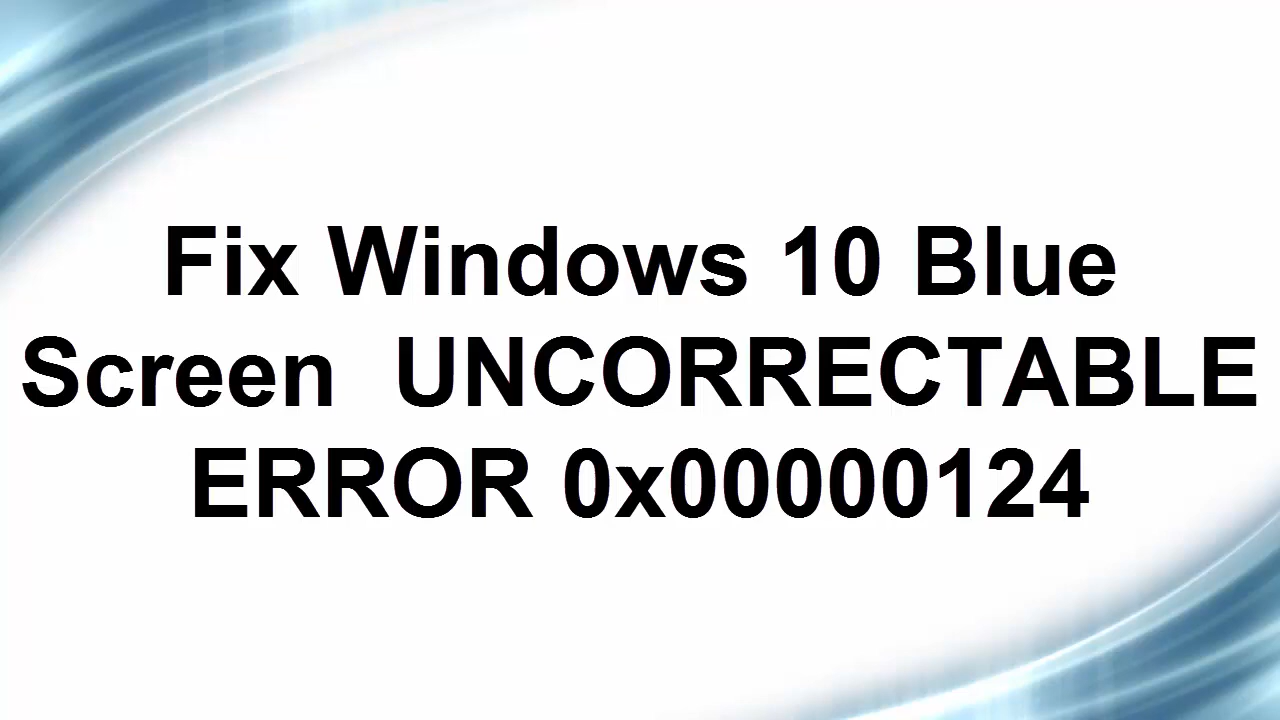 Fix Windows 10 Blue
Screen  UNCORRECTABLE
ERROR 0x00000124